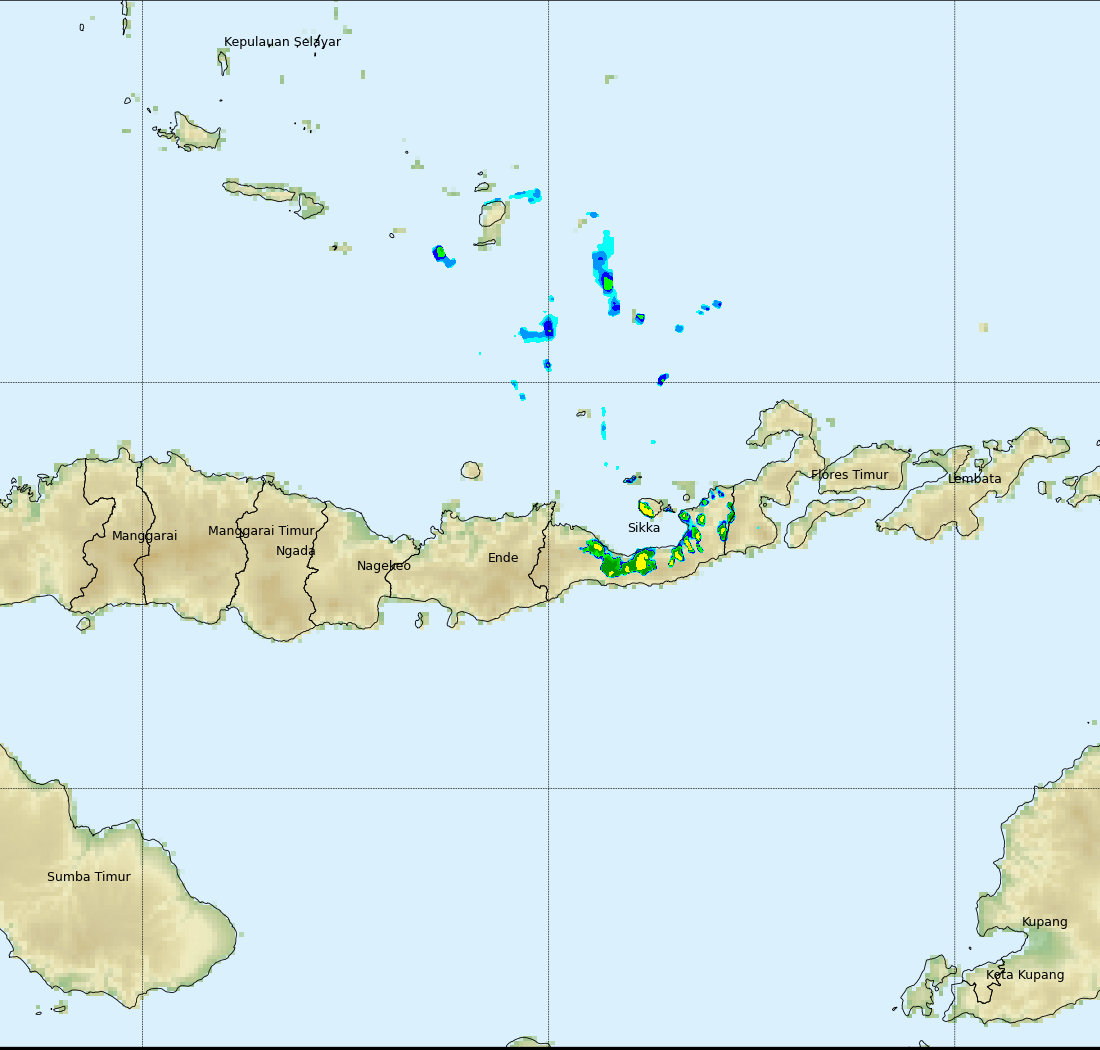 Kepulauan Selayar
Flores Timur
Lembata
Sikka
Manggarai
Manggarai Timur
Ngada
Ende
Nagekeo
Sumba Timur
Kupang
Kota Kupang